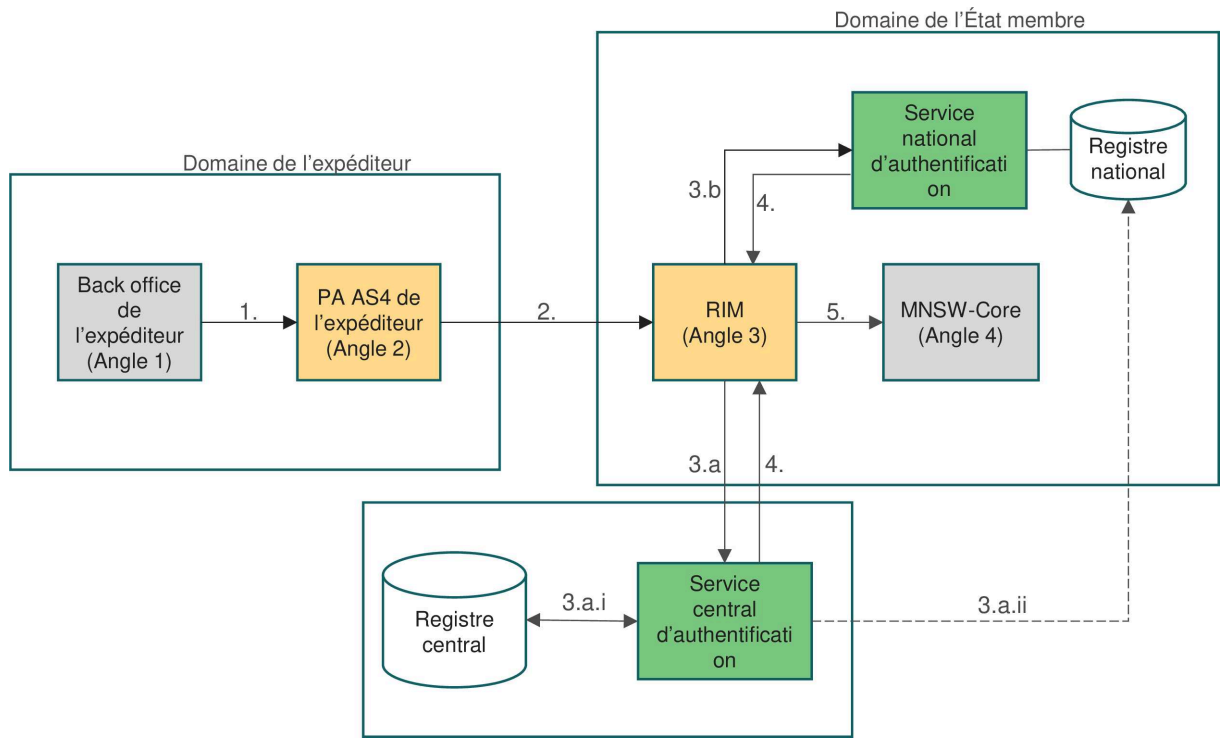 Domaine de l’État membre
Service
national
d’authentificati
on
Registre
national
Domaine de l’expéditeur
3.b
4.
Back office
de
l’expéditeur
(Angle 1)
1.
PA AS4 de
l’expéditeur
(Angle 2)
2.
RIM
(Angle 3)
5.
MNSW-Core
(Angle 4)
3.a
4.
Registre
central
3.a.i
Service
central
d’authentificati
on
3.a.ii